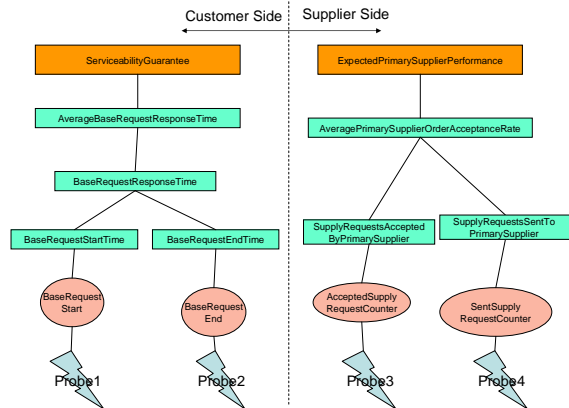 Customer Side
Supplier Side
ServiceabilityGuarantee
ExpectedPrimarySupplierPerformance
AverageBaseRequestResponseTime
AveragePrimarySupplierOrderAcceptanceRate
BaseRequestResponseTime
BaseRequestStartTime
BaseRequestEndTime
SupplyRequestsAccepted
ByPrimarySupplier
SupplyRequestsSentTo
PrimarySupplier
BaseRequest
Start
BaseRequest
End
AcceptedSupply
RequestCounter
SentSupply
RequestCounter
Probe1
Probe2
Probe3
Probe4